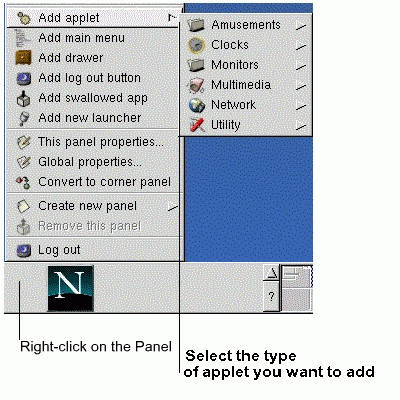 Add applet
Add main menu
Add drawer
Add log out button
Add swallowed app
Add new launcher
This panel properties...
Global properties...
Convert to corner panel
Create new panel
Remove this panel
Log out
Amusements
Clocks
Monitors
Multimedia
Network
Utility
N
?
Right-click on the Panel
Select the type
of applet you want to add